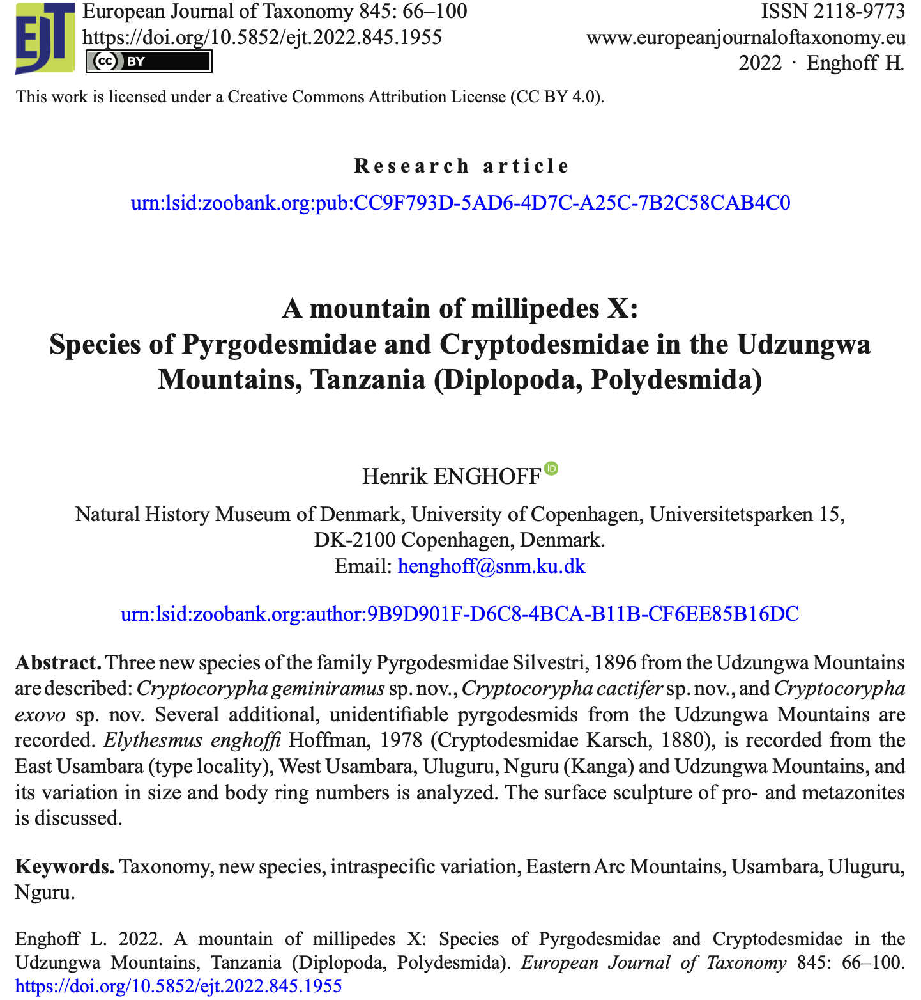 EJT
European Journal of Taxonomy 845: 66–100
ISSN 2118-9773
https://doi.org/10.5852/ejt.2022.845.1955
www.europeanjournaloftaxonomy.eu
cc BY
2022 · Enghoff H.
This work is licensed under a Creative Commons Attribution License (CC BY 4.0).
Research article
urn:lsid:zoobank.org:pub:CC9F793D-5AD6-4D7C-A25C-7B2C58CAB4C0
A mountain of millipedes X:
Species of Pyrgodesmidae and Cryptodesmidae in the Udzungwa
Mountains, Tanzania (Diplopoda, Polydesmida)
Henrik ENGHOFF iD
Natural History Museum of Denmark, University of Copenhagen, Universitetsparken 15,
DK-2100 Copenhagen, Denmark.
Email: henghoff@snm.ku.dk
urn:lsid:zoobank.org:author:9B9D901F-D6C8-4BCA-B11B-CF6EE85B16DC
Abstract. Three new species of the family Pyrgodesmidae Silvestri, 1896 from the Udzungwa Mountains
are described: Cryptocorypha geminiramus sp. nov., Cryptocorypha cactifer sp. nov., and Cryptocorypha
exovo sp. nov. Several additional, unidentifiable pyrgodesmids from the Udzungwa Mountains are
recorded. Elythesmus enghoffi Hoffman, 1978 (Cryptodesmidae Karsch, 1880), is recorded from the
East Usambara (type locality), West Usambara, Uluguru, Nguru (Kanga) and Udzungwa Mountains, and
its variation in size and body ring numbers is analyzed. The surface sculpture of pro- and metazonites
is discussed.
Keywords. Taxonomy, new species, intraspecific variation, Eastern Arc Mountains, Usambara, Uluguru,
Nguru.
Enghoff L. 2022. A mountain of millipedes X: Species of Pyrgodesmidae and Cryptodesmidae in the
Udzungwa Mountains, Tanzania (Diplopoda, Polydesmida). European Journal of Taxonomy 845: 66–100.
https://doi.org/10.5852/ejt.2022.845.1955